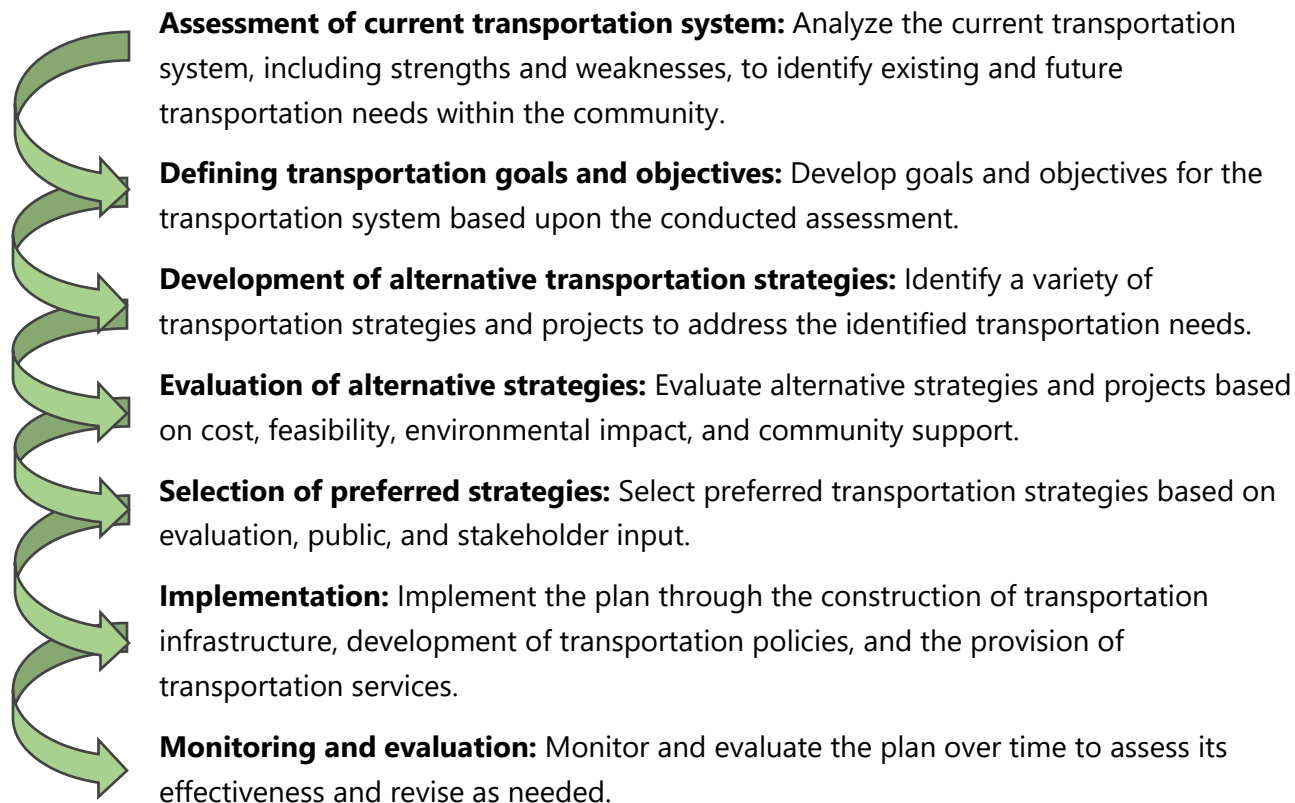 Assessment of current transportation system: Analyze the current transportation
system, including strengths and weaknesses, to identify existing and future
transportation needs within the community.
Defining transportation goals and objectives: Develop goals and objectives for the
transportation system based upon the conducted assessment.
Development of alternative transportation strategies: Identify a variety of
transportation strategies and projects to address the identified transportation needs.
Evaluation of alternative strategies: Evaluate alternative strategies and projects based
on cost, feasibility, environmental impact, and community support.
Selection of preferred strategies: Select preferred transportation strategies based on
evaluation, public, and stakeholder input.
Implementation: Implement the plan through the construction of transportation
infrastructure, development of transportation policies, and the provision of
transportation services.
Monitoring and evaluation: Monitor and evaluate the plan over time to assess its
effectiveness and revise as needed.